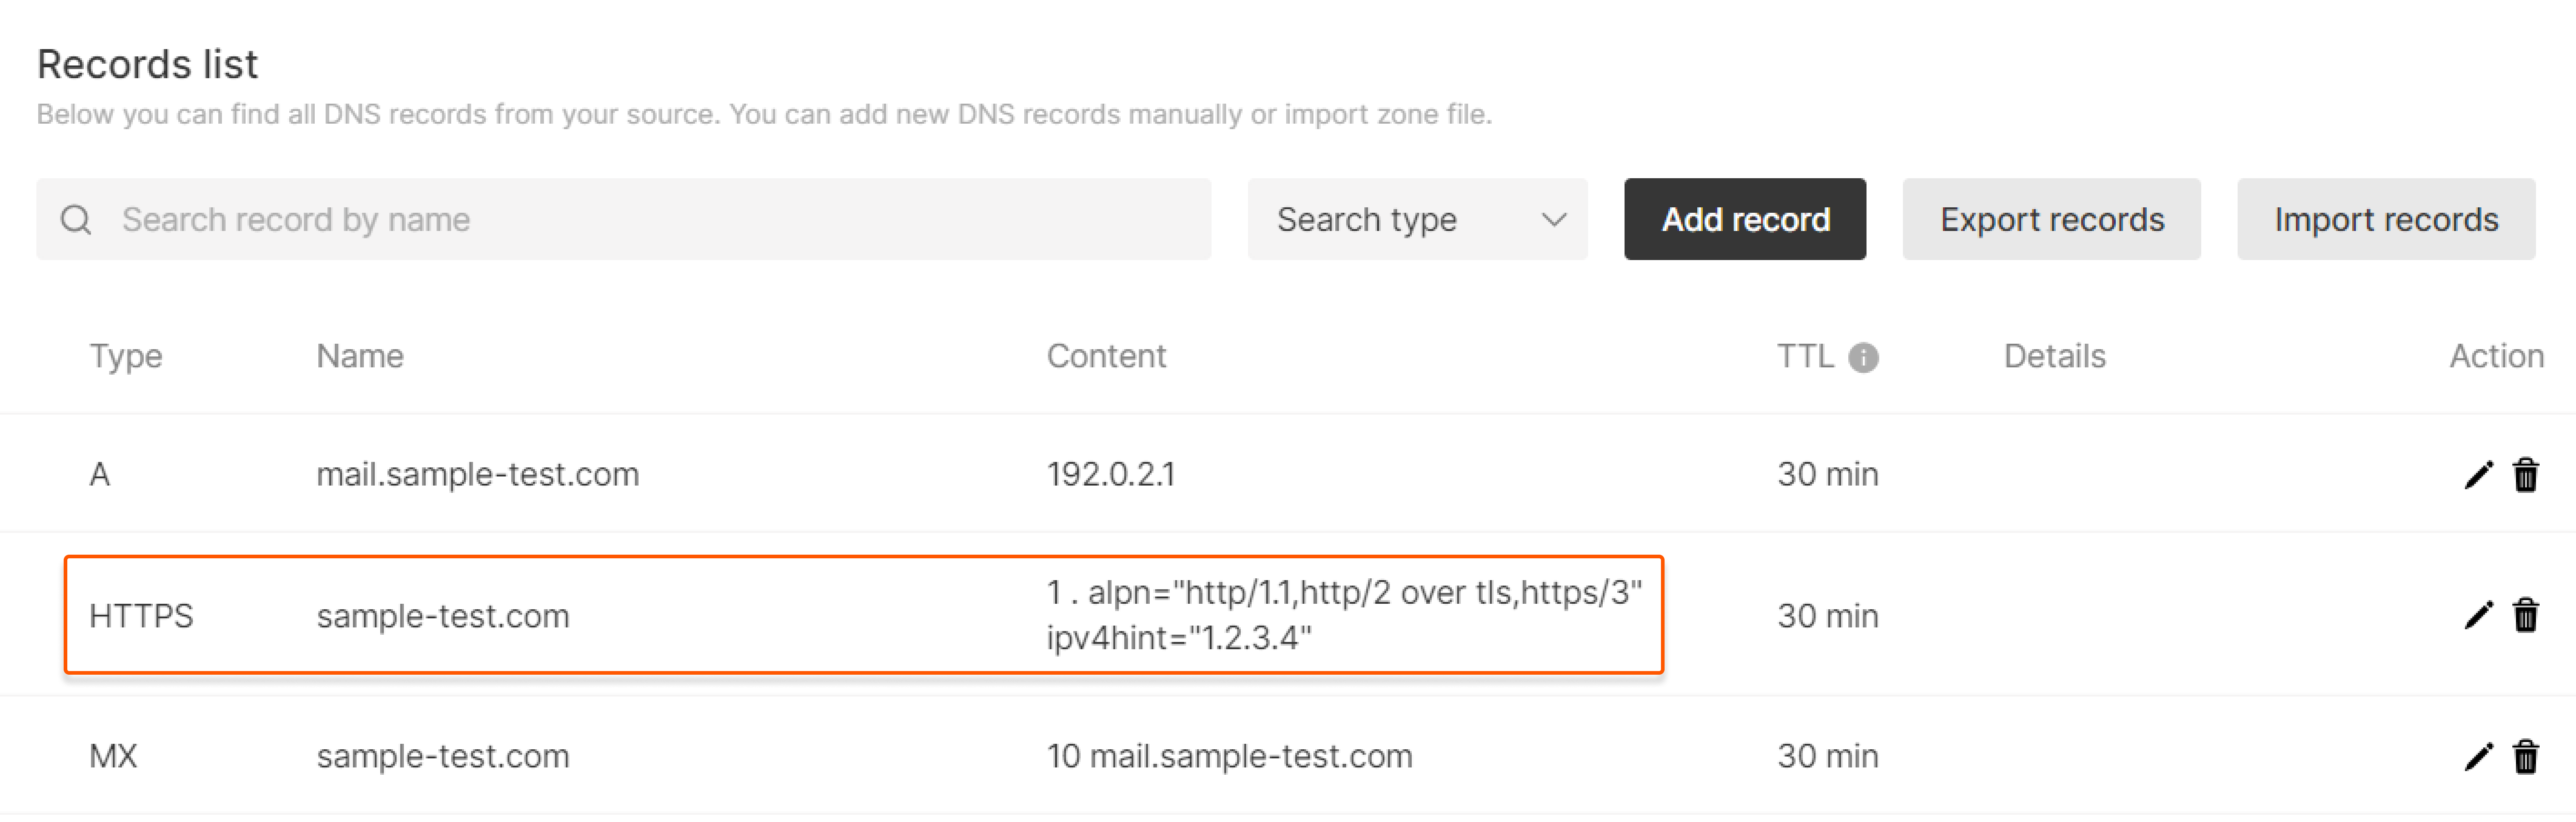 Records list
Below you can find all DNS records from your source. You can add new DNS records manually or import zone file.
Search record by name Search type Add record Export records Import records
Type Name Content TTL Details Action
A mail.sample-test.com 192.0.2.1 30 min
HTTPS sample-test.com 1 . alpn="http/1.1,http/2 over tls,https/3" 30 min
ipv4hint="1.2.3.4"
MX sample-test.com 10 mail.sample-test.com 30 min